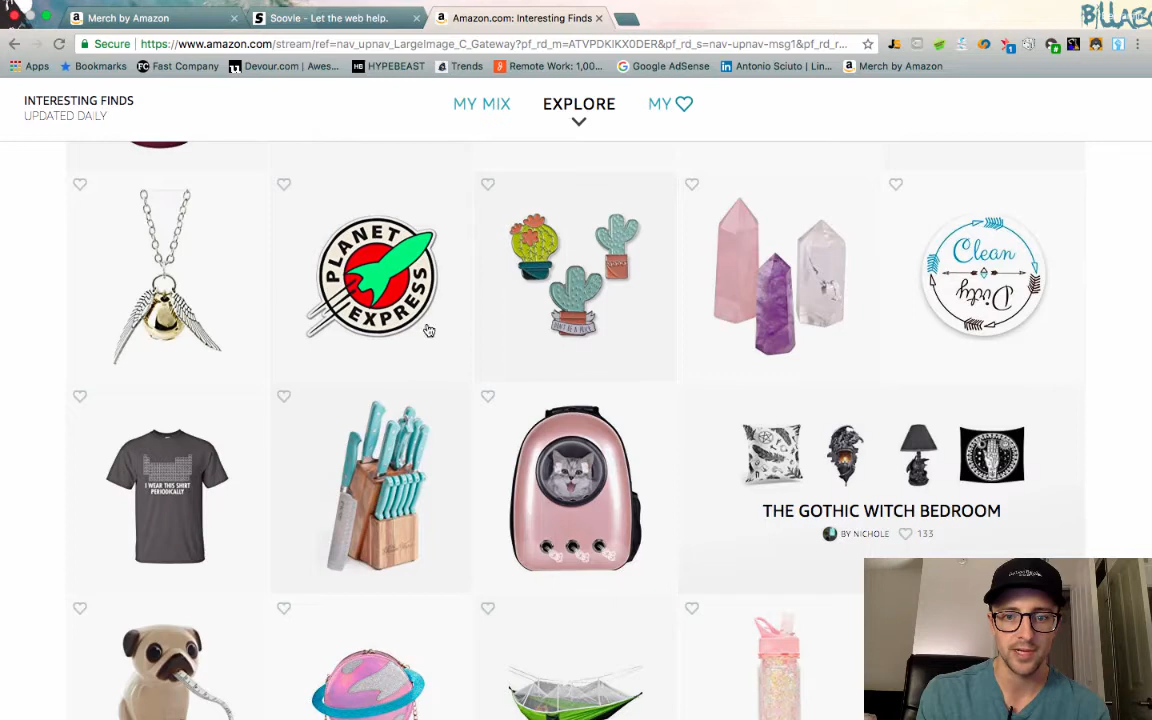 BiLLABO
Merch by Amazon
Soovle - Let the web help.
Amazon.com: Interesting Finds
Secure
https://www.amazon.com/stream/ref=nav_upnav_LargeImage_C_Gateway?pf_rd_m=ATVPDKIKX0DER&pf_rd_s=nav-upnav-msg1&pf_r...
Apps
Bookmarks
Fast Company
Devour.com | Awes...
HYPEBEAST
Trends
Remote Work: 1,00...
Google AdSense
Antonio Sciuto | Lin...
Merch by Amazon
INTERESTING FINDS
UPDATED DAILY
MY MIX
EXPLORE
MY
PLANET
EXPRESS
Clean
Dirty
I WEAR THIS SHIRT
PERIODICALLY
THE GOTHIC WITCH BEDROOM
BY NICHOLE
133